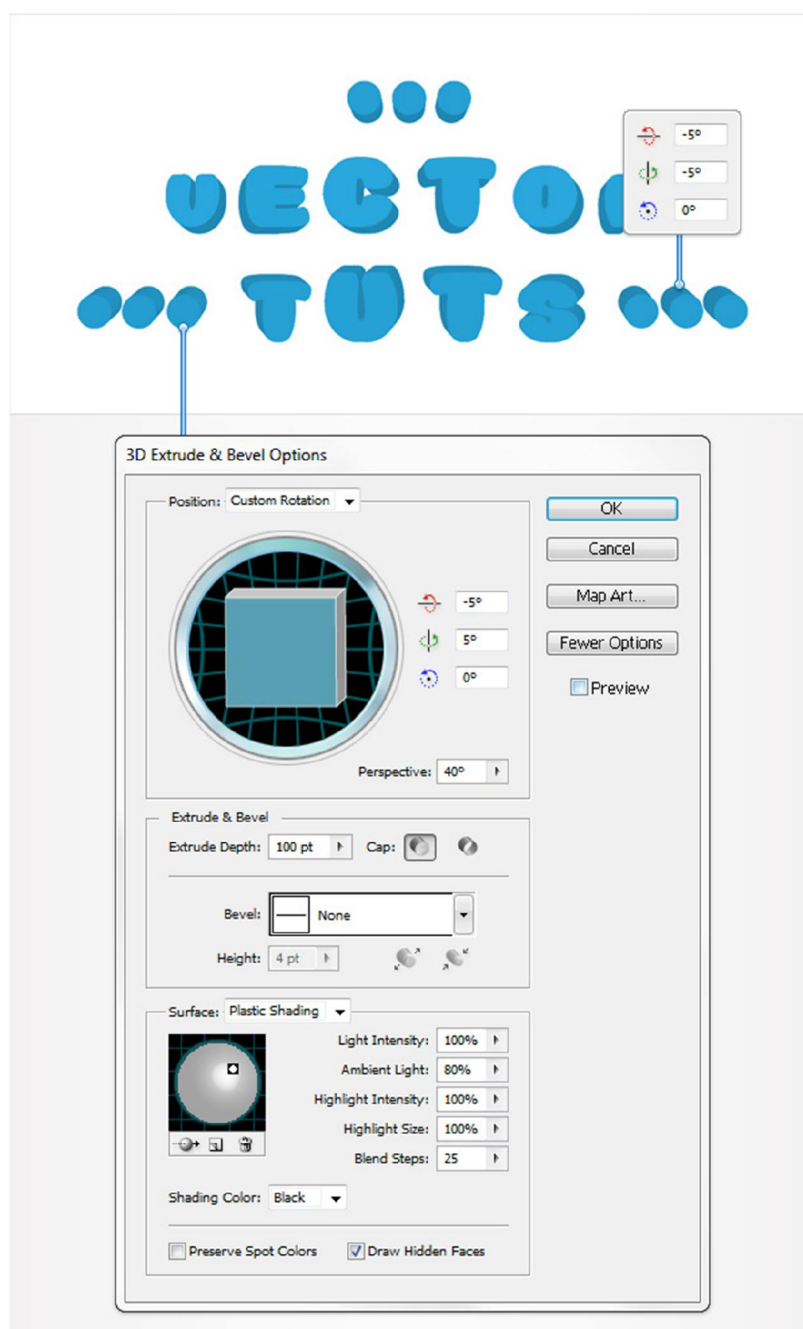 -5°
-5°
0°
VECTO
TUTS
3D Extrude & Bevel Options
Position: Custom Rotation
OK
Cancel
Map Art...
Fewer Options
Preview
-5°
5°
0°
Perspective: 40°
Extrude & Bevel
Extrude Depth: 100 pt Cap:
Bevel: None
Height: 4 pt
Surface: Plastic Shading
Light Intensity: 100%
Ambient Light: 80%
Highlight Intensity: 100%
Highlight Size: 100%
Blend Steps: 25
Shading Color: Black
Preserve Spot Colors Draw Hidden Faces